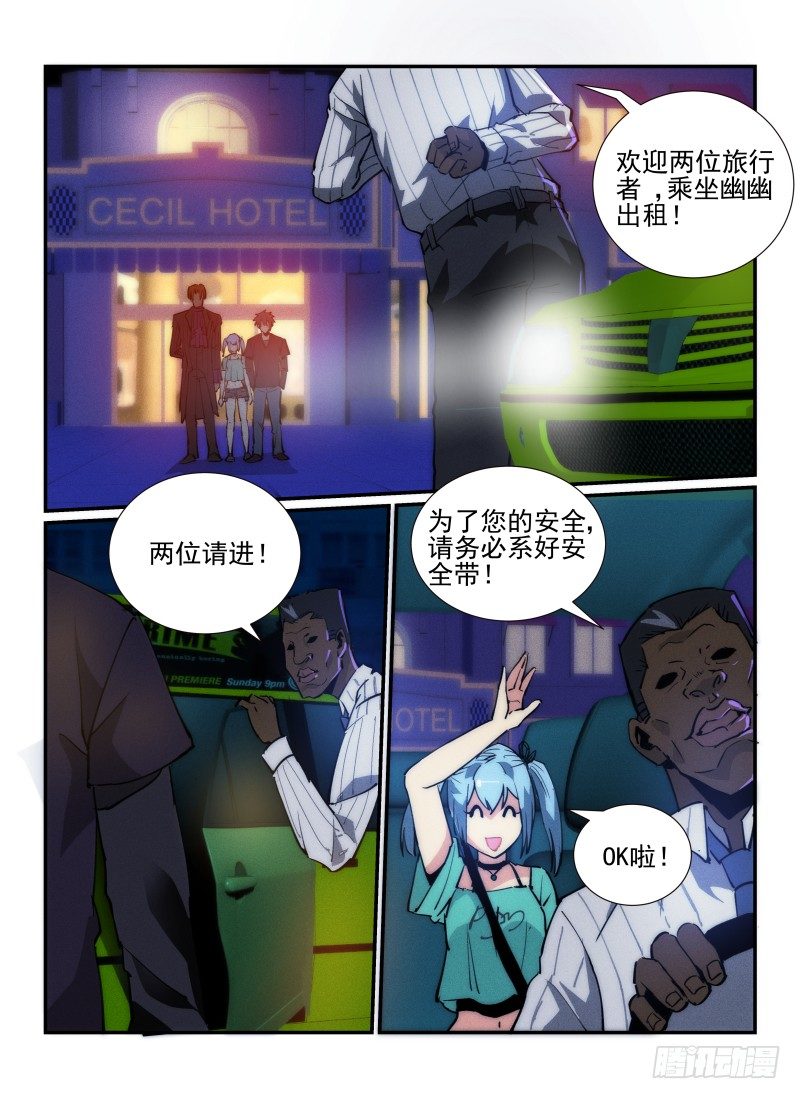 CECIL HOTEL
欢迎两位旅行
者,乘坐幽幽
出租!
两位请进!
PREMIERE Sunday 9pm
为了您的安全,
请务必系好安
全带!
OTEL
OK啦!
腾讯动漫